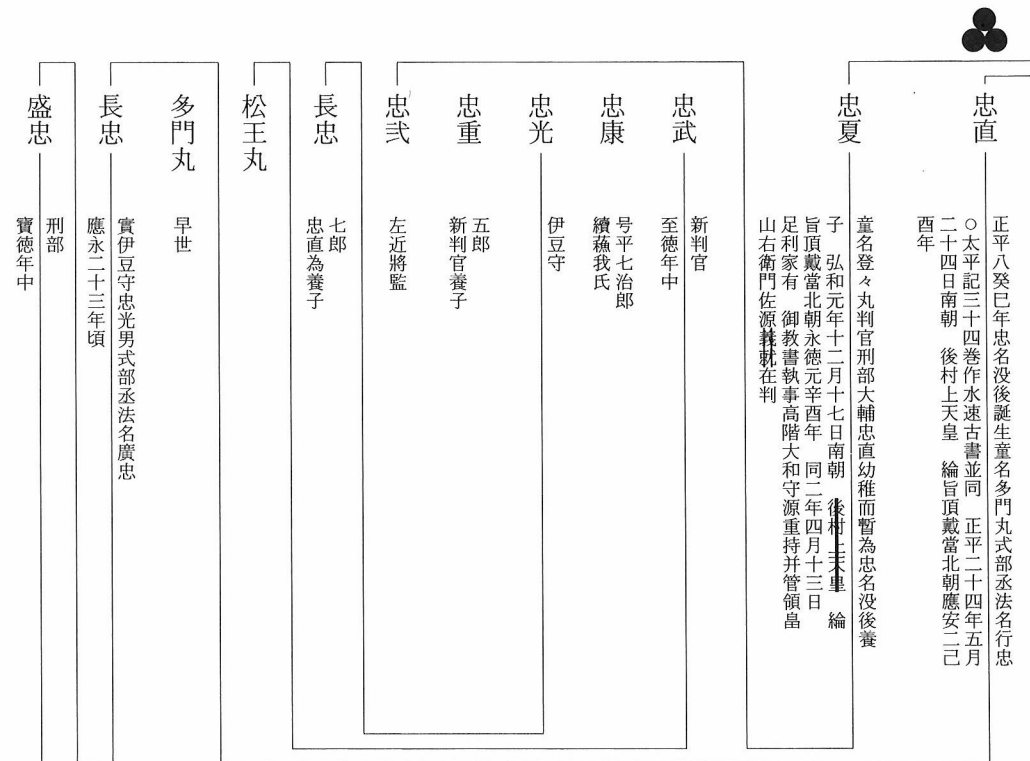 忠直
正平八癸巳年忠名没後誕生童名多門丸式部丞法名行忠
○太平記三十四巻作水速古書並同　正平二十四年五月
二十四日南朝　後村上天皇　綸旨頂戴當北朝應安二己
酉年
忠夏
童名登々丸判官刑部大輔忠直幼稚而暫為忠名没後養
子　弘和元年十二月十七日南朝　後村上天皇　綸
旨頂戴當北朝永徳元辛酉年　同二年四月十三日
足利家有　御教書執事高階大和守源重持并管領畠
山右衛門佐源義就在判
忠武
新判官
至徳年中
忠康
号平七治郎
續蘓我氏
忠光
伊豆守
忠重
五郎
新判官養子
忠弐
左近將監
長忠
七郎
忠直為養子
松王丸
多門丸
早世
長忠
實伊豆守忠光男式部丞法名廣忠
應永二十三年頃
盛忠
刑部
寶徳年中